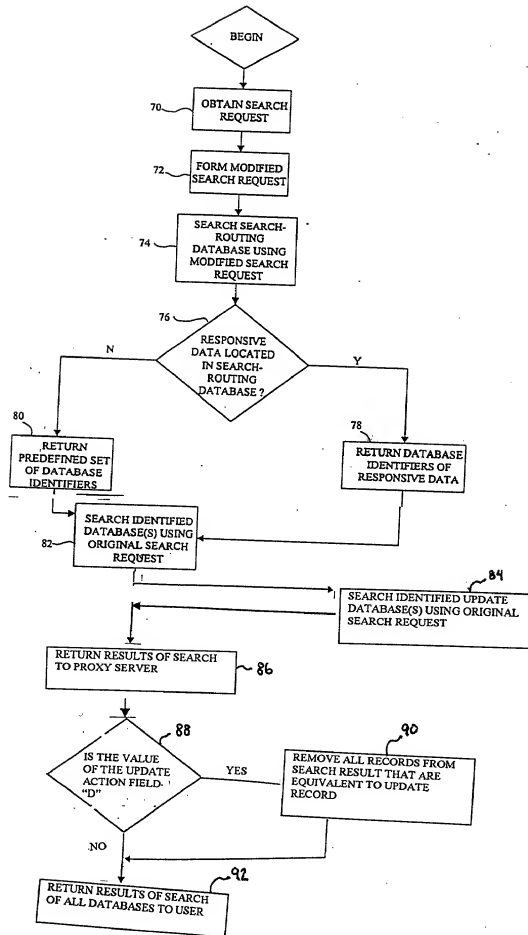 BEGIN
70
OBTAIN SEARCH
REQUEST
72
FORM MODIFIED
SEARCH REQUEST
74
SEARCH SEARCH-
ROUTING
DATABASE USING
MODIFIED SEARCH
REQUEST
76
RESPONSIVE
DATA LOCATED
IN SEARCH-
ROUTING
DATABASE ?
N
Y
80
RETURN
PREDEFINED SET
OF DATABASE
IDENTIFIERS
78
RETURN DATABASE
IDENTIFIERS OF
RESPONSIVE DATA
82
SEARCH IDENTIFIED
DATABASE(S) USING
ORIGINAL SEARCH
REQUEST
84
SEARCH IDENTIFIED UPDATE
DATABASE(S) USING ORIGINAL
SEARCH REQUEST
RETURN RESULTS OF SEARCH
TO PROXY SERVER
86
88
IS THE VALUE
OF THE UPDATE
ACTION FIELD-
"D"
YES
90
REMOVE ALL RECORDS FROM
SEARCH RESULT THAT ARE
EQUIVALENT TO UPDATE
RECORD
NO
92
RETURN RESULTS OF SEARCH
OF ALL DATABASES TO USER